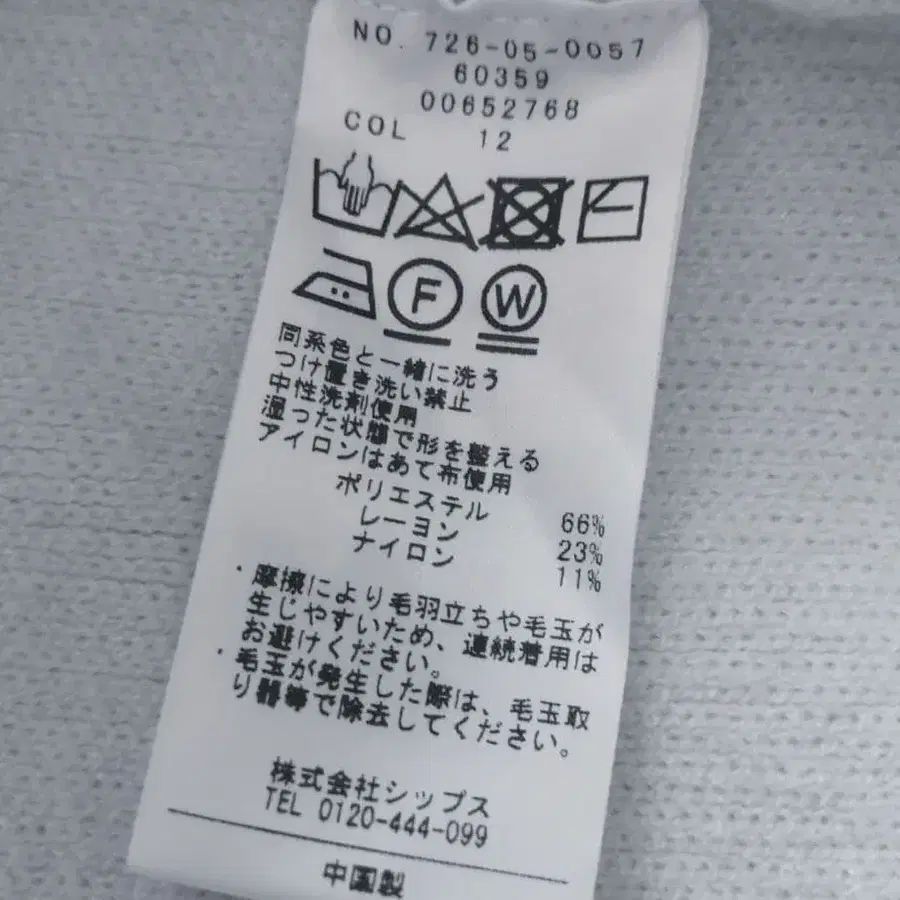 NO. 726-05-0057
60359
00652768
COL 12
F W
同系色と一緒に洗う
つけ置き洗い禁止
中性洗剤使用
湿った状態で形を整える
アイロンはあて布使用
ポリエステル 66%
レーヨン 23%
ナイロン 11%
・摩擦により毛羽立ちや毛玉が
生じやすいため、連続着用は
お避けください。
・毛玉が発生した際は、毛玉取
り器等で除去してください。
株式会社シップス
TEL 0120-444-099
中国製